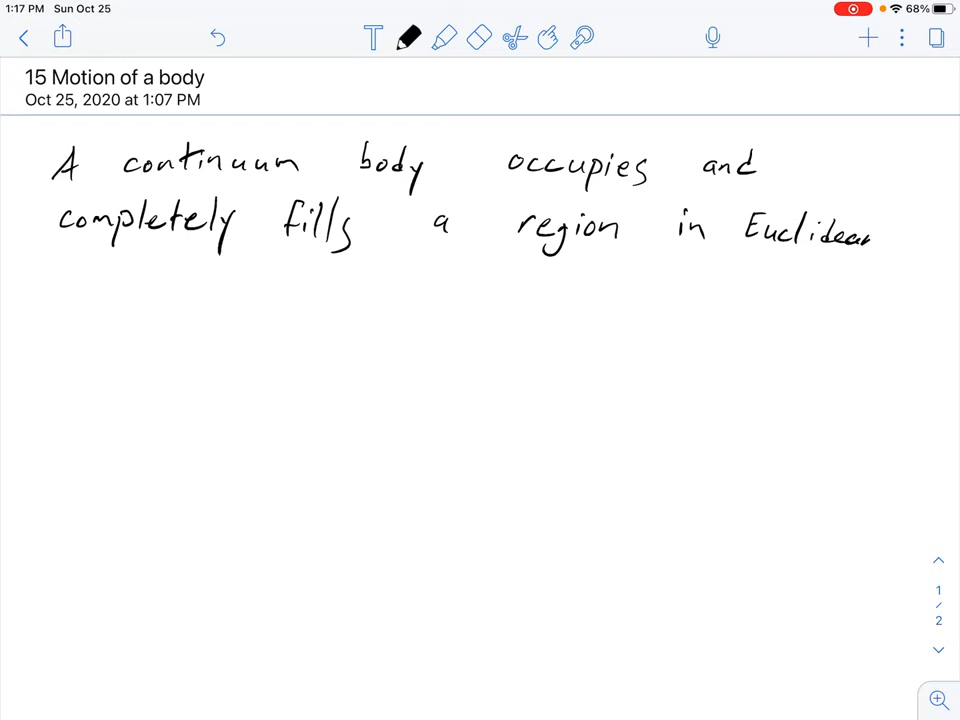 1:17 PM Sun Oct 25 68%
15 Motion of a body
Oct 25, 2020 at 1:07 PM
A continuum body occupies and
completely fills a region in Euclidean
1
/
2